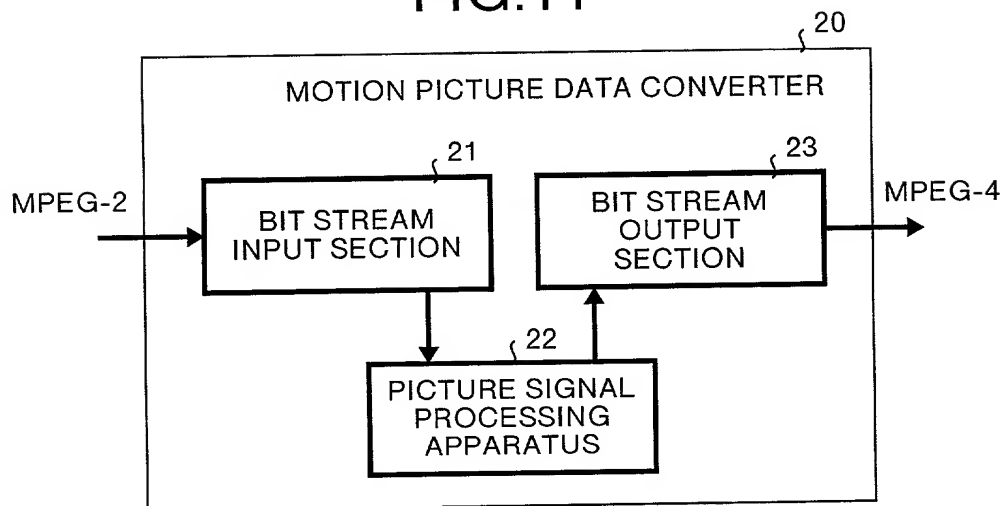 FIG. 11
20
MOTION PICTURE DATA CONVERTER
21
23
MPEG-2
BIT STREAM
INPUT SECTION
BIT STREAM
OUTPUT
SECTION
MPEG-4
22
PICTURE SIGNAL
PROCESSING
APPARATUS